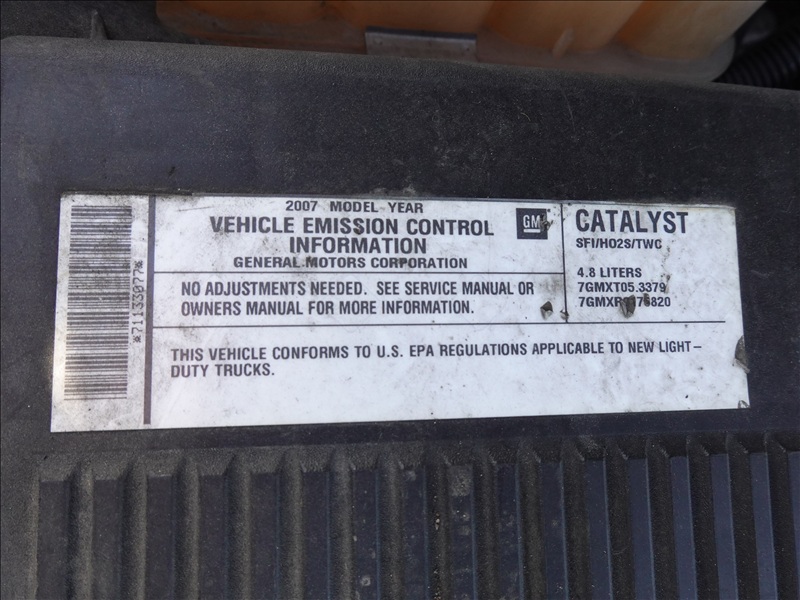 *71133077*
2007 MODEL YEAR
VEHICLE EMISSION CONTROL
INFORMATION
GENERAL MOTORS CORPORATION
GM
NO ADJUSTMENTS NEEDED. SEE SERVICE MANUAL OR
OWNERS MANUAL FOR MORE INFORMATION.
CATALYST
SFI/HO2S/TWC
4.8 LITERS
7GMXT05.3379
THIS VEHICLE CONFORMS TO U.S. EPA REGULATIONS APPLICABLE TO NEW LIGHT-
DUTY TRUCKS.